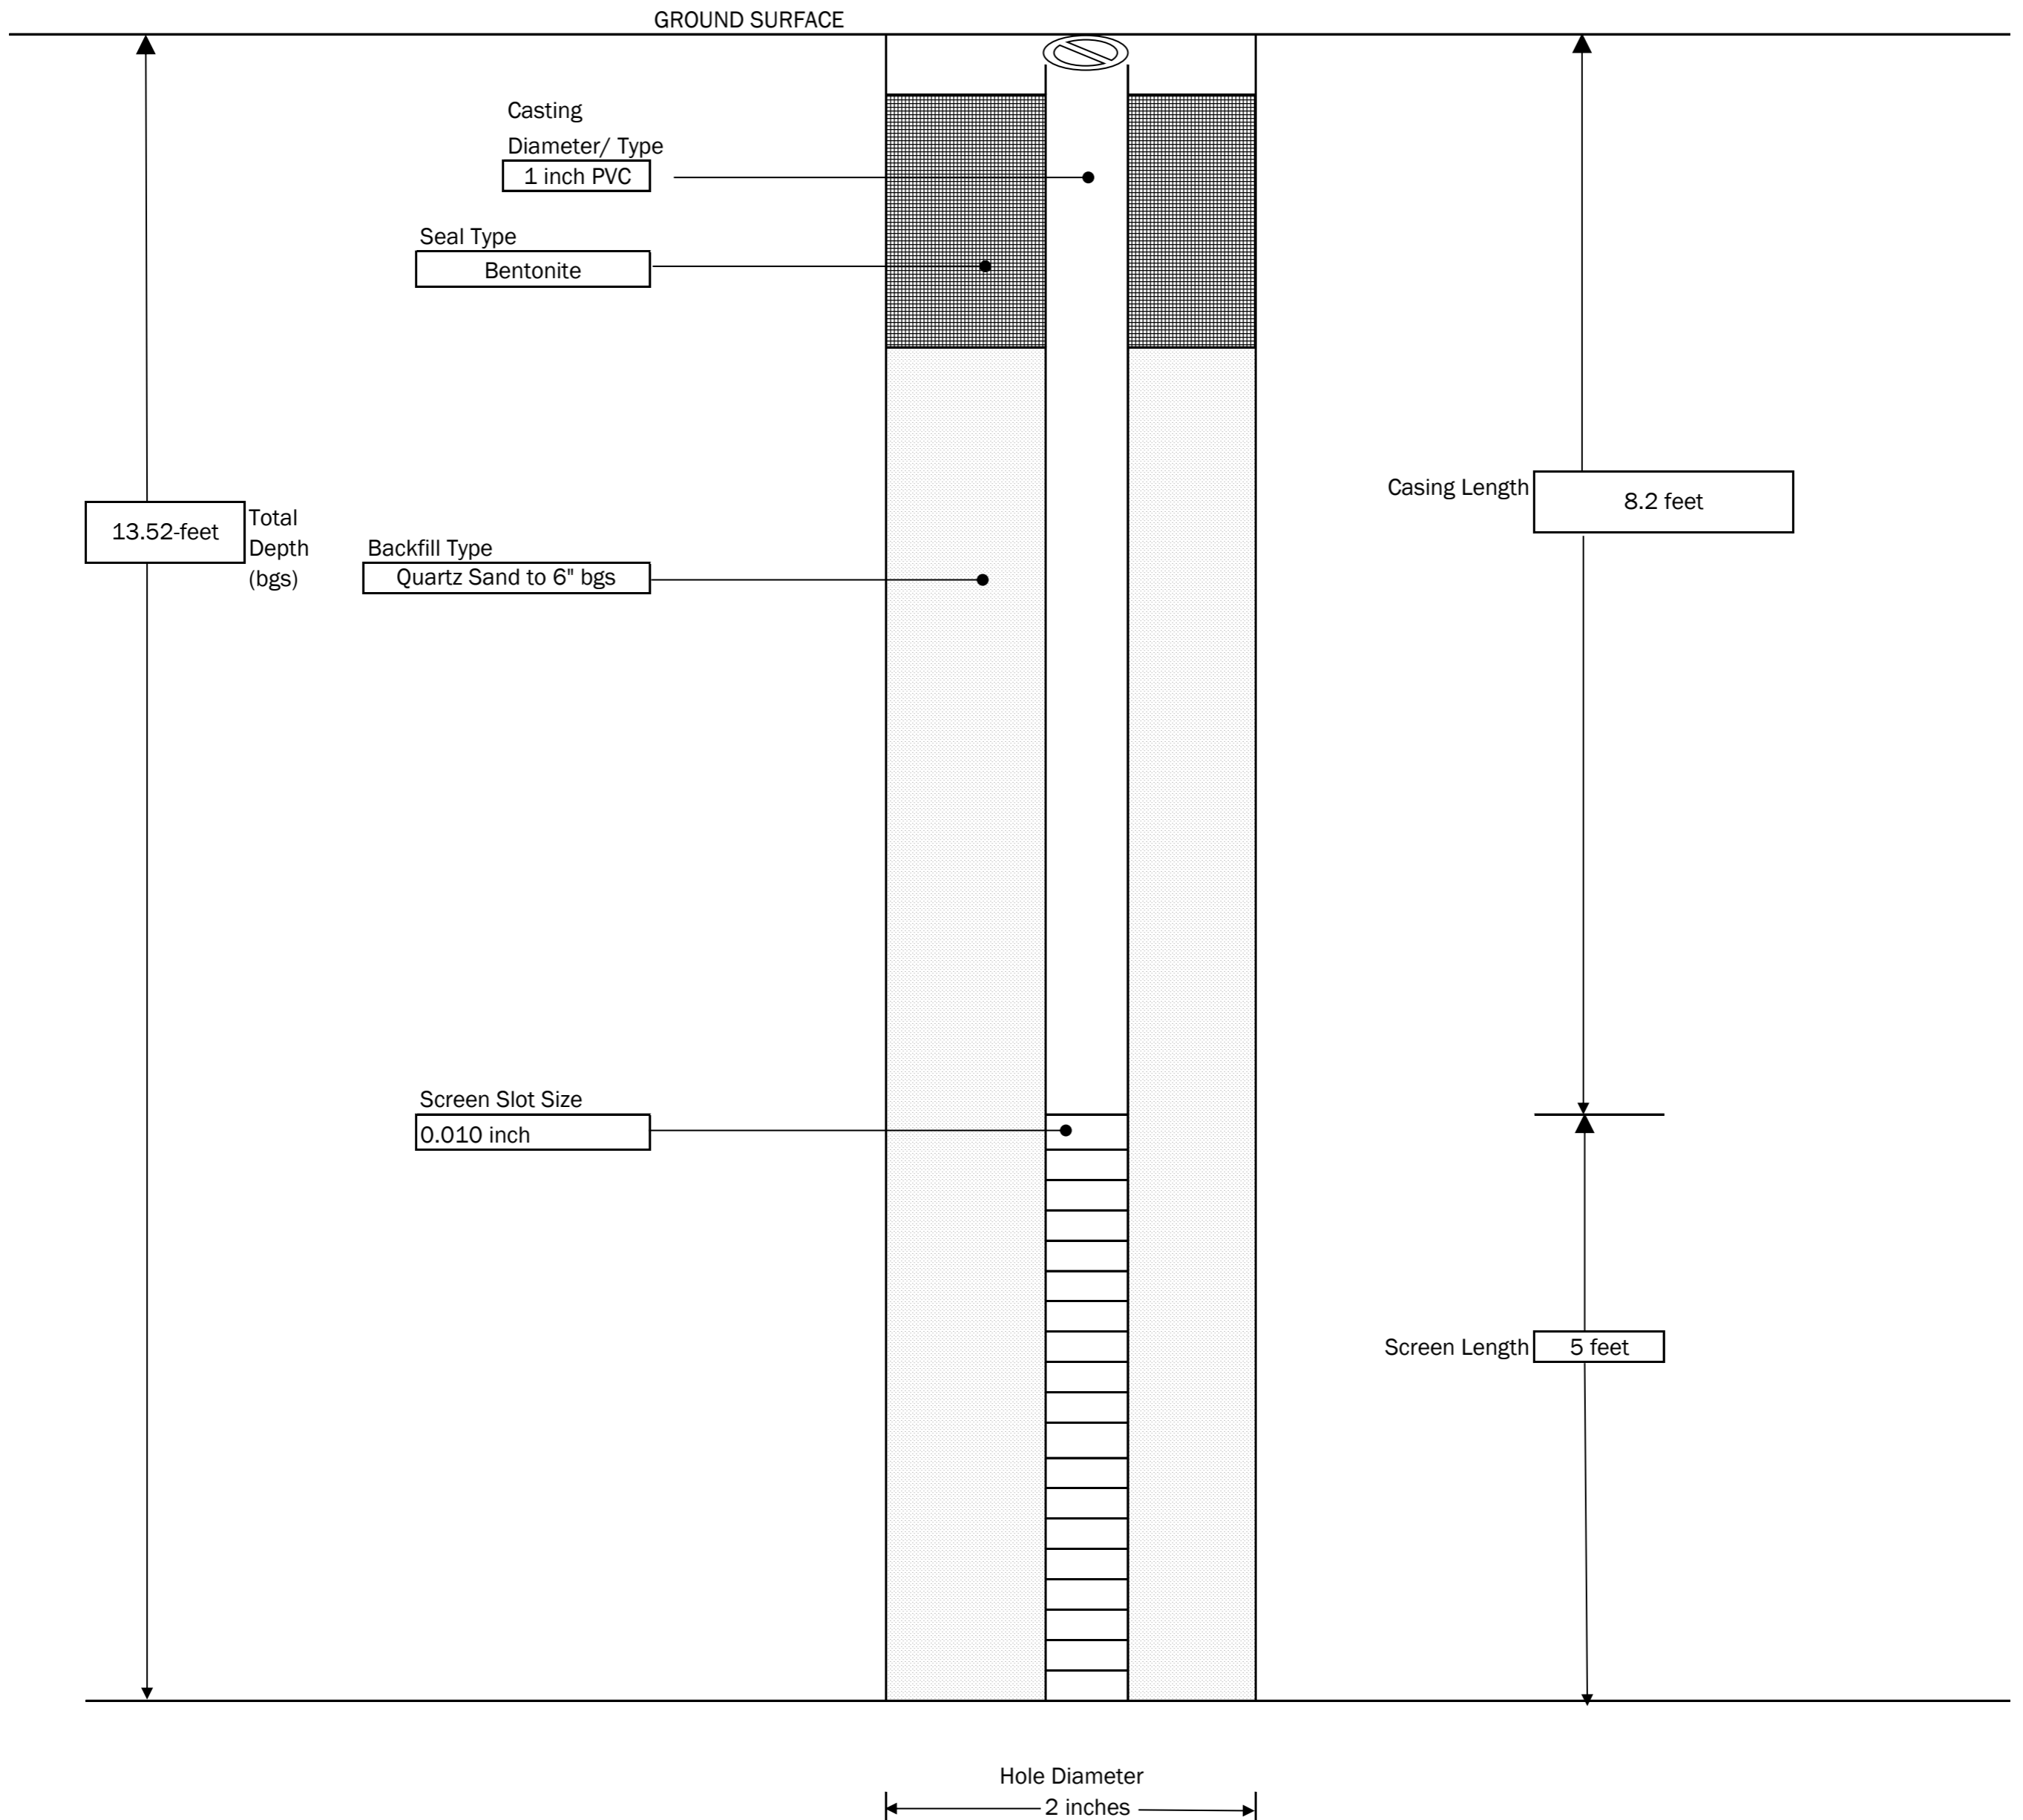 GROUND SURFACE
Casting
Diameter/ Type
1 inch PVC
Seal Type
Bentonite
Casing Length
8.2 feet
13.52-feet
Total
Depth
(bgs)
Backfill Type
Quartz Sand to 6" bgs
Screen Slot Size
0.010 inch
Screen Length
5 feet
Hole Diameter
2 inches